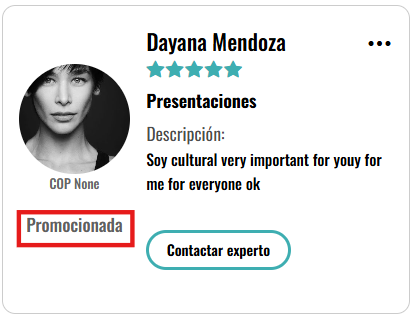 Dayana Mendoza
Presentaciones
Descripción:
Soy cultural very important for youy for
me for everyone ok
COP None
Promocionada
Contactar experto